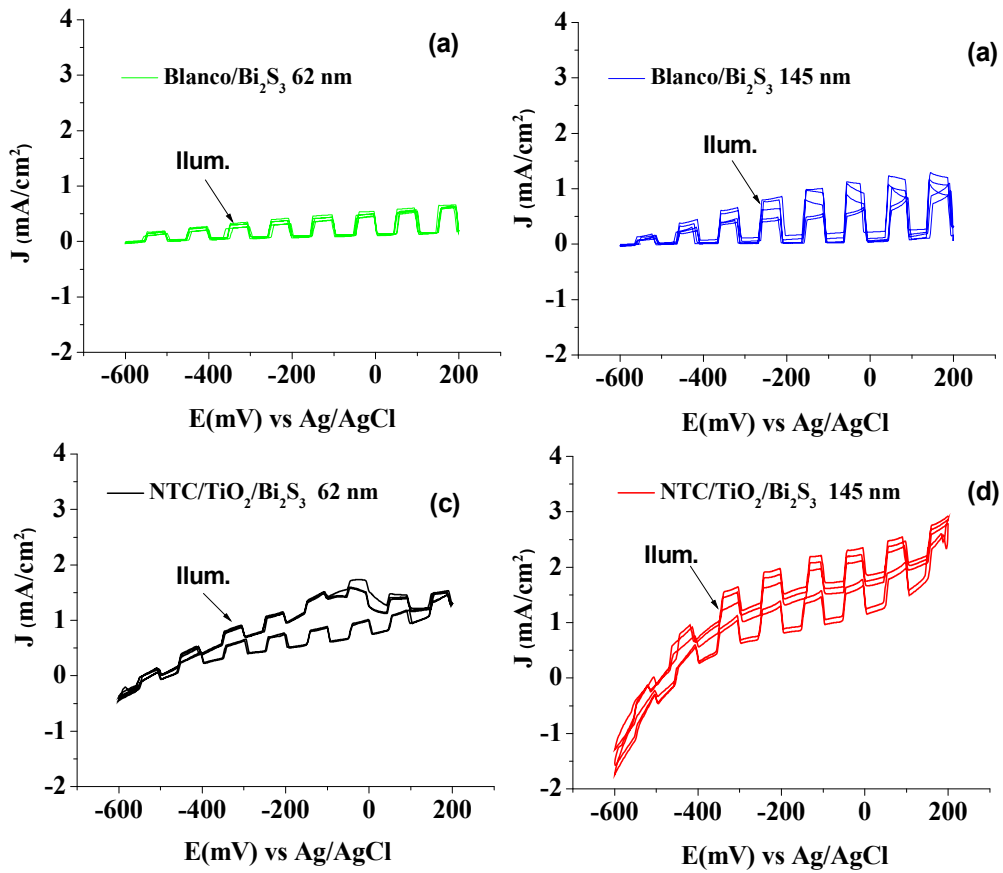 (a)
Blanco/Bi₂S₃ 62 nm
Ilum.
J (mA/cm²)
4
3
2
1
0
-1
-2
-600 -400 -200 0 200
E(mV) vs Ag/AgCl
(a)
Blanco/Bi₂S₃ 145 nm
Ilum.
J (mA/cm²)
4
3
2
1
0
-1
-2
-600 -400 -200 0 200
E(mV) vs Ag/AgCl
NTC/TiO₂/Bi₂S₃ 62 nm
(c)
Ilum.
J (mA/cm²)
4
3
2
1
0
-1
-2
-600 -400 -200 0 200
E(mV) vs Ag/AgCl
NTC/TiO₂/Bi₂S₃ 145 nm
(d)
Ilum.
J (mA/cm²)
4
3
2
1
0
-1
-2
-600 -400 -200 0 200
E(mV) vs Ag/AgCl